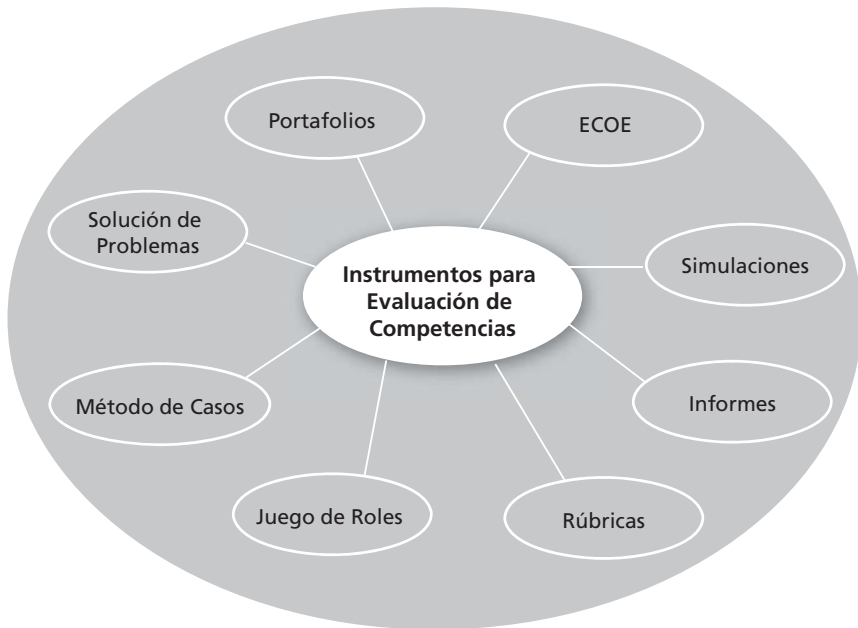 Portafolios
ECOE
Solución de
Problemas
Instrumentos para
Evaluación de
Competencias
Simulaciones
Método de Casos
Informes
Juego de Roles
Rúbricas